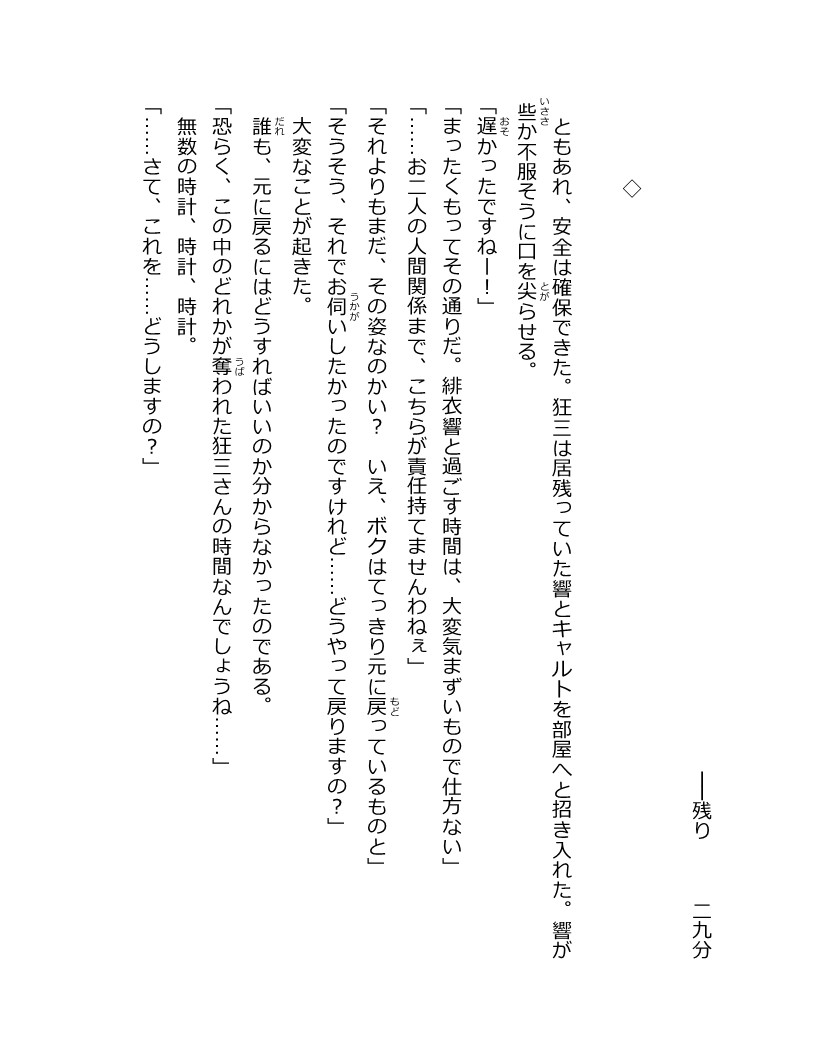 ――残り　　二九分
◇
ともあれ、安全は確保できた。狂三は居残っていた響とキャルトを部屋へと招き入れた。響が
些か不服そうに口を尖らせる。
「遅かったですねー！」
「まったくもってその通りだ。緋衣響と過ごす時間は、大変気まずいもので仕方ない」
「……お二人の人間関係まで、こちらが責任持てませんわねぇ」
「それよりもまだ、その姿なのかい？　いえ、ボクはてっきり元に戻っているものと」
「そうそう、それでお伺いしたかったのですけれど……どうやって戻りますの？」
大変なことが起きた。
誰も、元に戻るにはどうすればいいのか分からなかったのである。
「恐らく、この中のどれかが奪われた狂三さんの時間なんでしょうね……」
無数の時計、時計、時計。
「……さて、これを……どうしますの？」